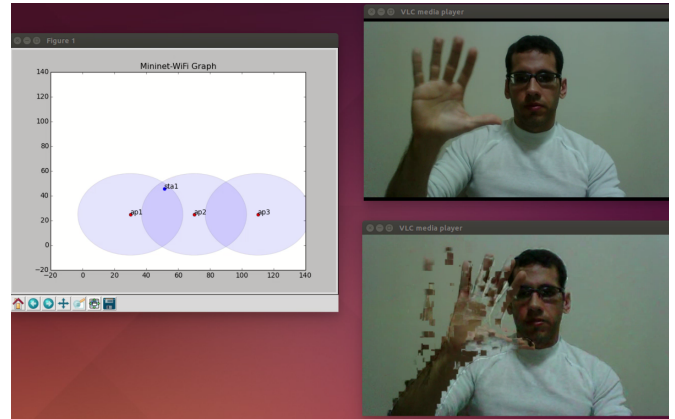 Figure 1
Mininet-WiFi Graph
140
120
100
80
60
40
20
0
−20
−20 0 20 40 60 80 100 120 140
sta1
ap1 ap2 ap3
VLC media player
VLC media player